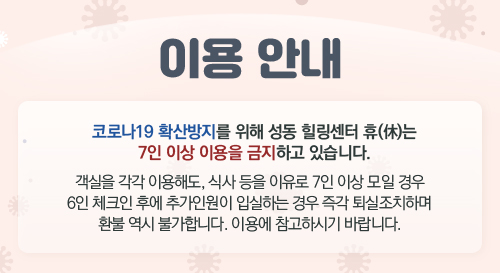 이용 안내
코로나19 확산방지를 위해 성동 힐링센터 휴(休)는
7인 이상 이용을 금지하고 있습니다.
객실을 각각 이용해도, 식사 등을 이유로 7인 이상 모일 경우
6인 체크인 후에 추가인원이 입실하는 경우 즉각 퇴실조치하며
환불 역시 불가합니다. 이용에 참고하시기 바랍니다.